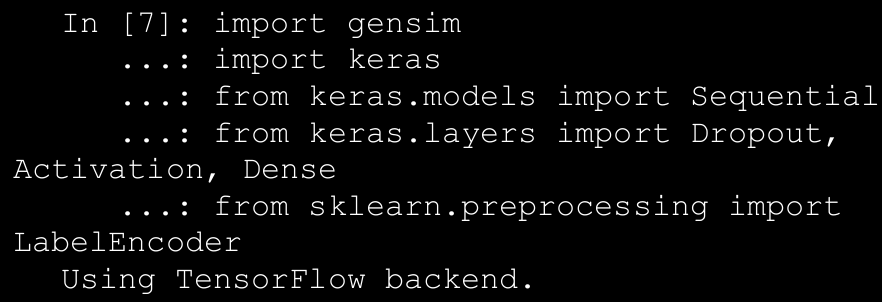 In [7]: import gensim
...: import keras
...: from keras.models import Sequential
...: from keras.layers import Dropout,
Activation, Dense
...: from sklearn.preprocessing import
LabelEncoder
Using TensorFlow backend.